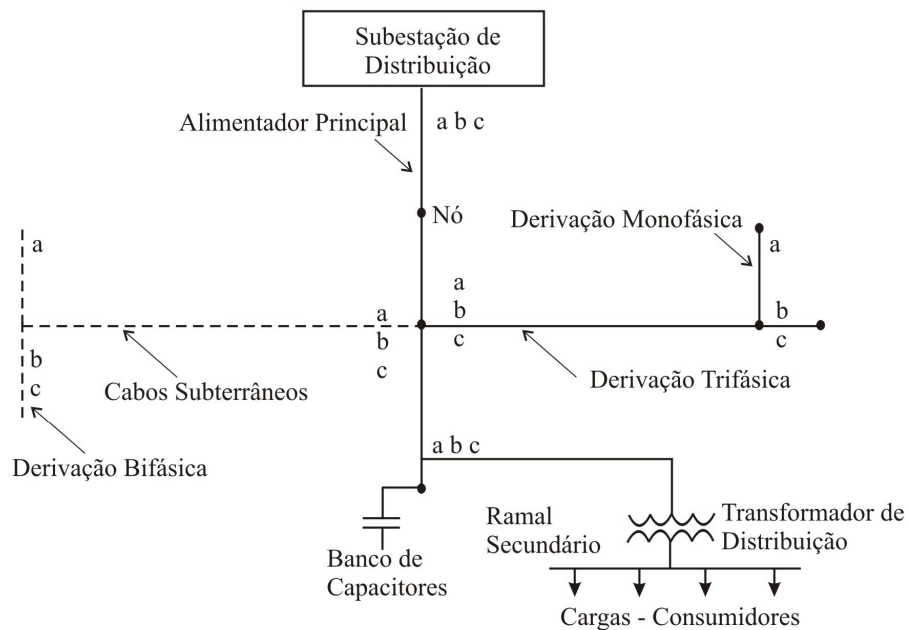 Subestação de
Distribuição
Alimentador Principal
a b c
Nó
Derivação Monofásica
a
a
a
b
c
a
b
c
b
c
b
c
Cabos Subterrâneos
Derivação Trifásica
Derivação Bifásica
a b c
Ramal
Secundário
Transformador de
Distribuição
Banco de
Capacitores
Cargas - Consumidores